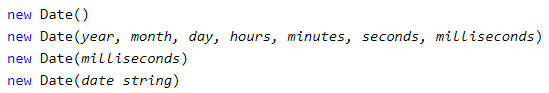 new Date()
new Date(year, month, day, hours, minutes, seconds, milliseconds)
new Date(milliseconds)
new Date(date string)